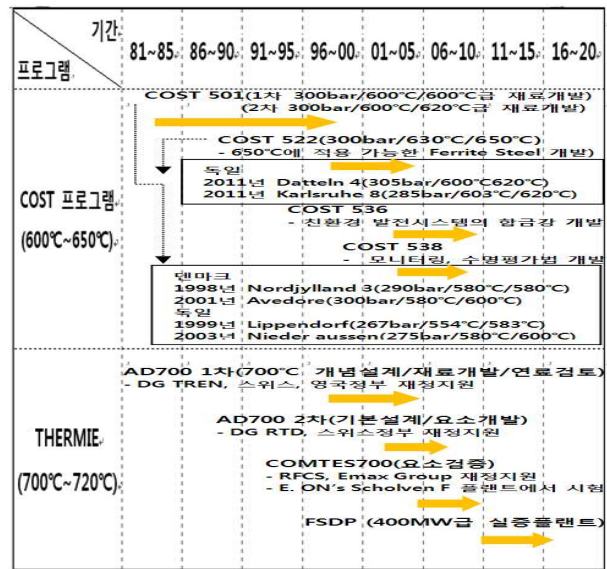 기간
프로그램
81~85 86~90 91~95 96~00 01~05 06~10 11~15 16~20
COST 프로그램
(600℃~650℃)
COST 501(1차 300bar/600℃/600℃급 재료개발)
(2차 300bar/600℃/620℃급 재료개발)
COST 522(300bar/630℃/650℃)
- 650℃에 적용 가능한 Ferrite Steel 개발)
독일
2011년 Datteln 4(305bar/600℃620℃)
2011년 Karlsruhe 8(285bar/603℃/620℃)
COST 536
- 친환경 발전시스템의 합금강 개발
COST 538
- 모니터링, 수명평가법 개발
덴마크
1998년 Nordjylland 3(290bar/580℃/580℃)
2001년 Avedore(300bar/580℃/600℃)
독일
1999년 Lippendorf(267bar/554℃/583℃)
2003년 Nieder aussen(275bar/580℃/600℃)
THERMIE
(700℃~720℃)
AD700 1차(700℃ 개념설계/재료개발/연료검토)
- DG TREN, 스위스, 영국정부 재정지원
AD700 2차(기본설계/요소개발)
- DG RTD, 스위스정부 재정지원
COMTES700(요소검증)
- RFCS, Emax Group 재정지원
- E. ON's Scholven F 플랜트에서 시험
FSDP (400MW급 실증플랜트)